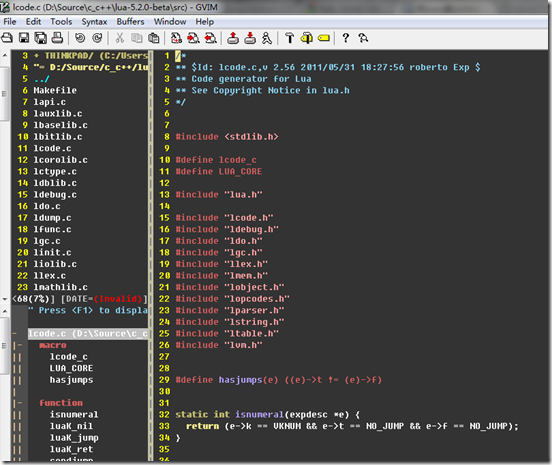 lcode.c (D:\Source\c_c++\lua-5.2.0-beta\src) - GVIM
File Edit Tools Syntax Buffers Window Help
3 + THINKPAD/ (C:/Users
4 "= D:/Source/c_c++/lu
5 ../
6 Makefile
7 lapi.c
8 lauxlib.c
9 lbaselib.c
10 lbitlib.c
11 lcode.c
12 lcorolib.c
13 lctype.c
14 ldblib.c
15 ldebug.c
16 ldo.c
17 ldump.c
18 lfunc.c
19 lgc.c
20 linit.c
21 liolib.c
22 llex.c
23 lmathlib.c
<68(7%)] [DATE=(Invalid)]
" Press <F1> to displa
- lcode.c (D:\Source\c_c
|- macro
|| lcode_c
|| LUA_CORE
|| hasjumps
|
|- function
|| isnumeral
|| luaK_nil
|| luaK_jump
|| luaK_ret
|| condjump
1 /*
2 ** $Id: lcode.c,v 2.56 2011/05/31 18:27:56 roberto Exp $
3 ** Code generator for Lua
4 ** See Copyright Notice in lua.h
5 */
6
7
8 #include <stdlib.h>
9
10 #define lcode_c
11 #define LUA_CORE
12
13 #include "lua.h"
14
15 #include "lcode.h"
16 #include "ldebug.h"
17 #include "ldo.h"
18 #include "lgc.h"
19 #include "llex.h"
20 #include "lmem.h"
21 #include "lobject.h"
22 #include "lopcodes.h"
23 #include "lparser.h"
24 #include "lstring.h"
25 #include "ltable.h"
26 #include "lvm.h"
27
28
29 #define hasjumps(e) ((e)->t != (e)->f)
30
31
32 static int isnumeral(expdesc *e) {
33 return (e->k == VKNUM && e->t == NO_JUMP && e->f == NO_JUMP);
34 }
35
36